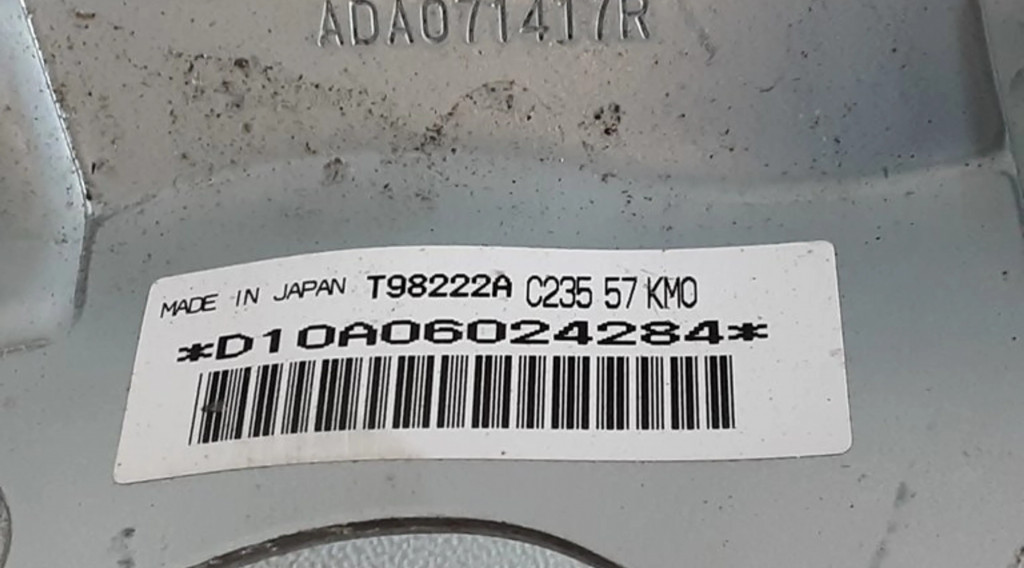 ADA071417R
MADE IN JAPAN T98222A C235 57 KM0
*D10A06024284*